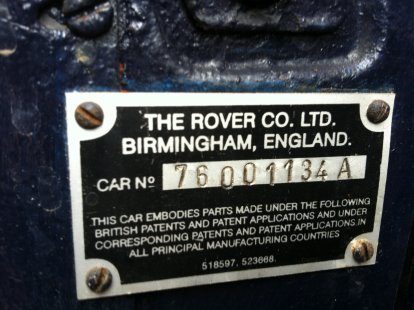 THE ROVER CO. LTD.
BIRMINGHAM, ENGLAND.
CAR Nº 76001134A
THIS CAR EMBODIES PARTS MADE UNDER THE FOLLOWING
BRITISH PATENTS AND PATENT APPLICATIONS AND UNDER
CORRESPONDING PATENTS AND PATENT APPLICATIONS.IN
ALL PRINCIPAL MANUFACTURING COUNTRIES
518597, 523668.